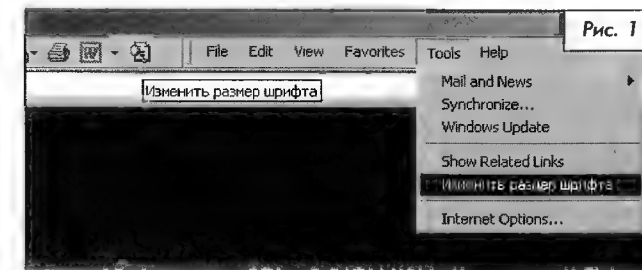 Рис. 1
File Edit View Favorites Tools Help
Изменить размер шрифта
Mail and News
Synchronize...
Windows Update
Show Related Links
Изменить размер шрифта
Internet Options...